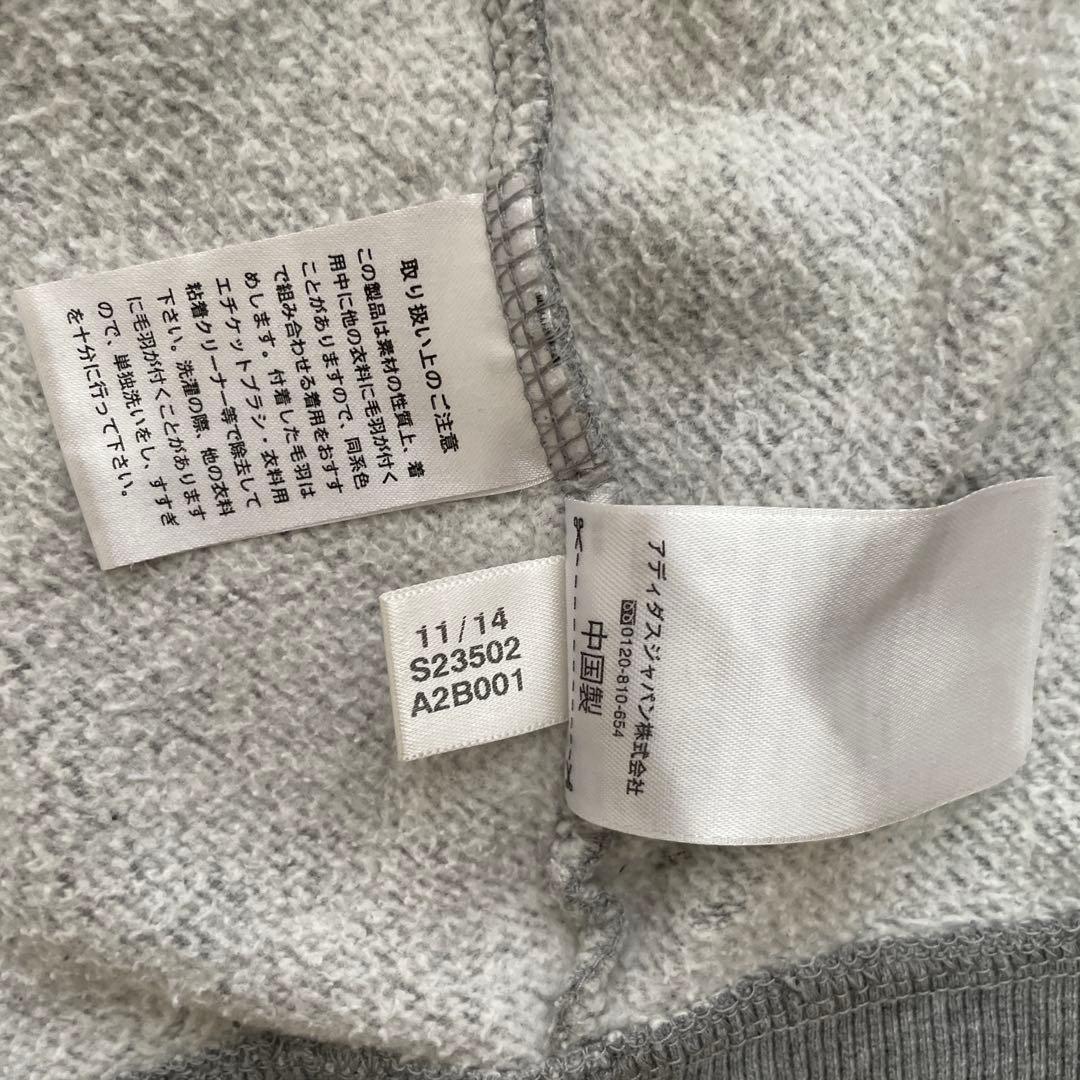 取り扱い上のご注意
この製品は素材の性質上、着
用中に他の衣料に毛羽が付く
ことがありますので、同系色
で組み合わせる着用をおすす
めします。付着した毛羽は
エチケットブラシ・衣料用
粘着クリーナー等で除去して
下さい。洗濯の際、他の衣料
に毛羽が付くことがあります
ので、単独洗いをし、すすぎ
を十分に行って下さい。
11/14
S23502
A2B001
アディダスジャパン株式会社
0120-810-654
中国製